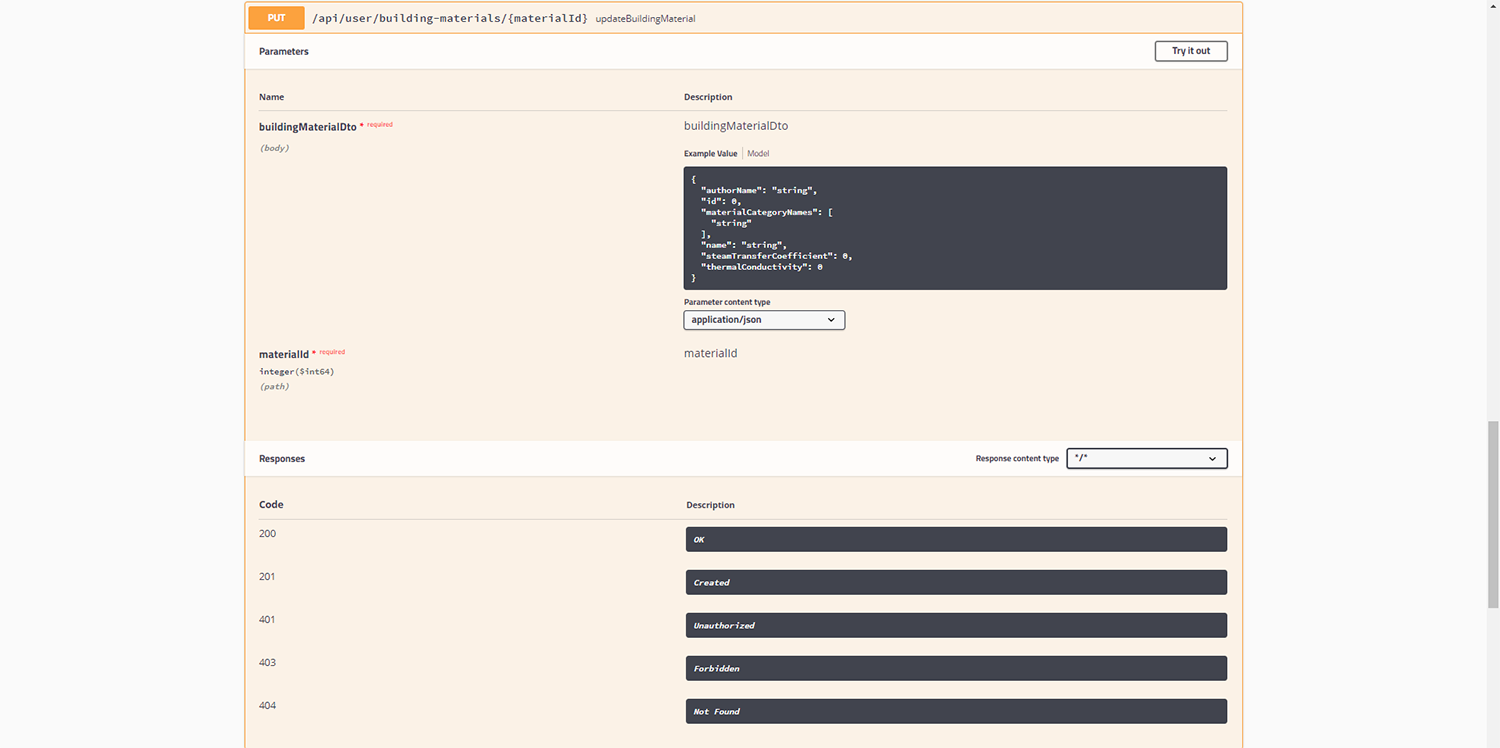 PUT /api/user/building-materials/{materialId} updateBuildingMaterial
Parameters Try it out
Name Description
buildingMaterialDto * required buildingMaterialDto
(body)
Example Value Model
{
"authorName": "string",
"id": 0,
"materialCategoryNames": [
"string"
],
"name": "string",
"steamTransferCoefficient": 0,
"thermalConductivity": 0
}
Parameter content type
application/json
materialId * required materialId
integer($int64)
(path)
Responses Response content type */*
Code Description
200 OK
201 Created
401 Unauthorized
403 Forbidden
404 Not Found